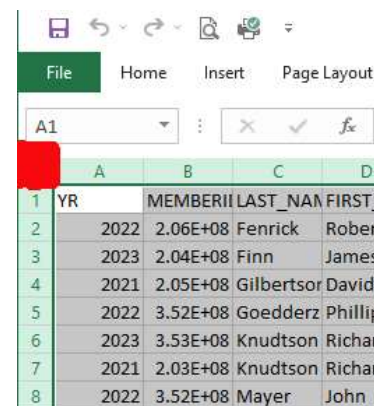 File Home Insert Page Layout
A1 fx
A B C D
1 YR MEMBERII LAST_NAM FIRST_
2 2022 2.06E+08 Fenrick Rober
3 2023 2.04E+08 Finn James
4 2021 2.05E+08 Gilbertsor David
5 2022 3.52E+08 Goedderz Phillip
6 2023 3.53E+08 Knudtson Richar
7 2021 2.03E+08 Knudtson Richar
8 2022 3.52E+08 Mayer John